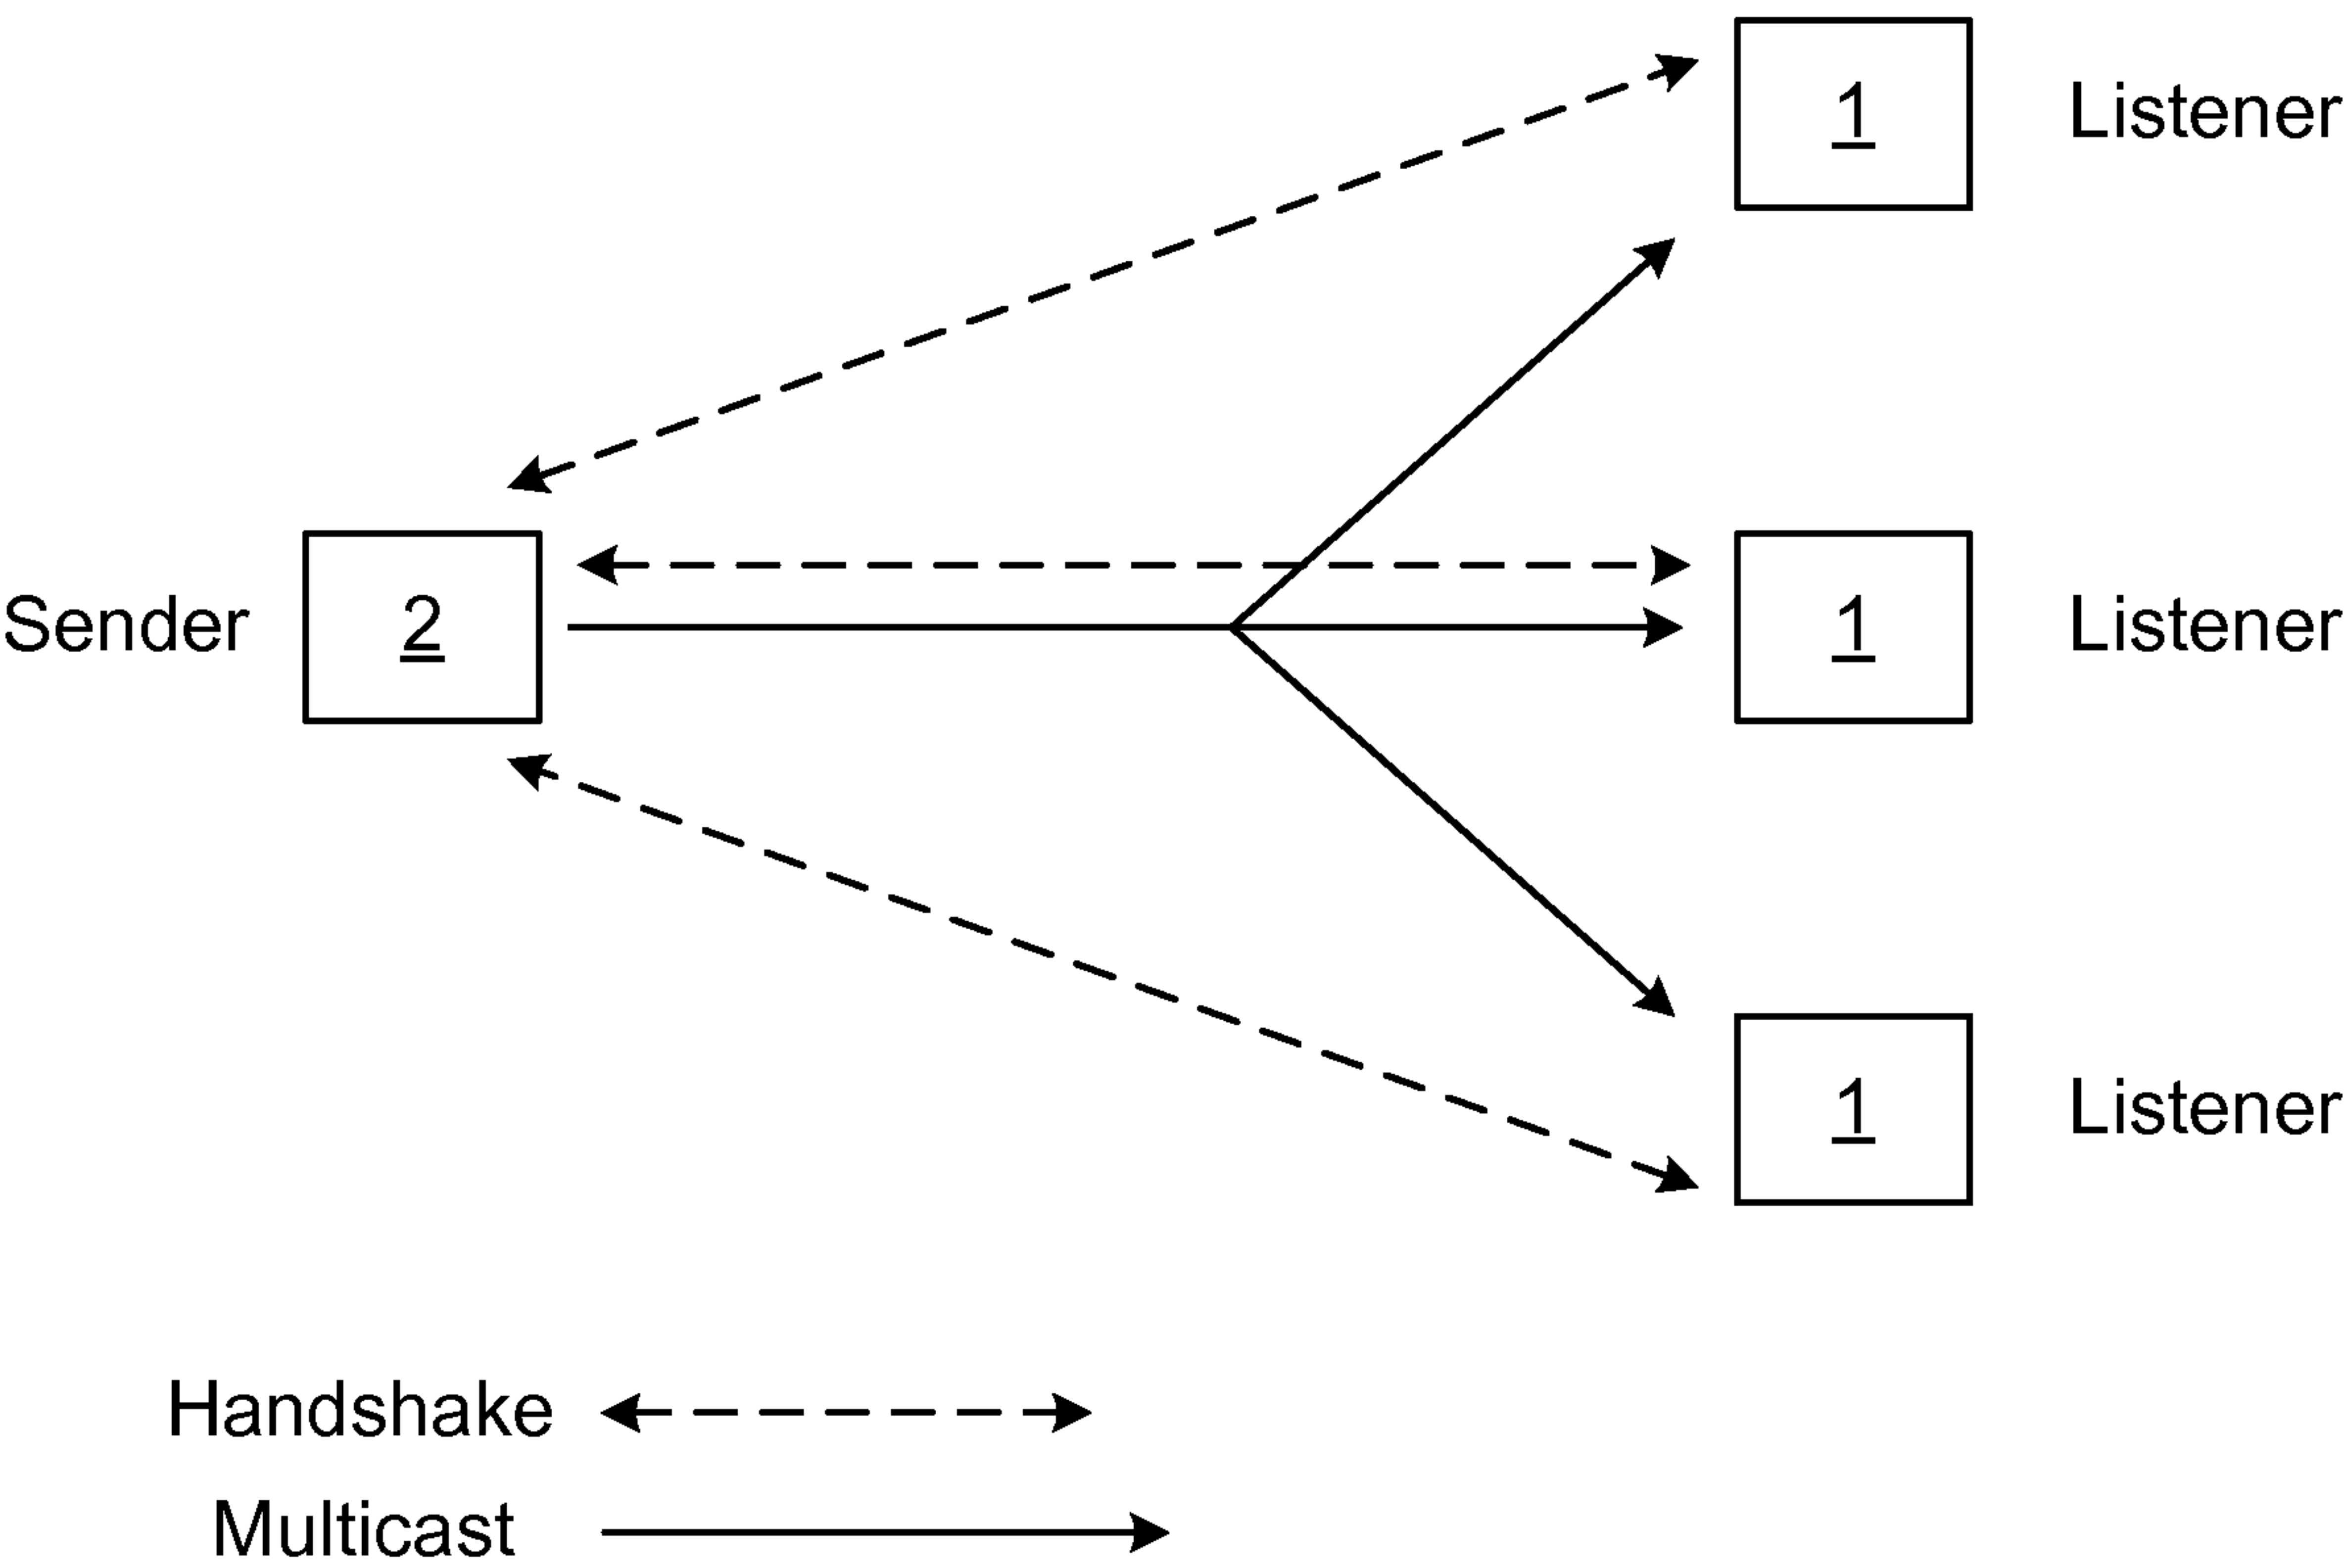 1 Listener
Sender 2 1 Listener
1 Listener
Handshake
Multicast